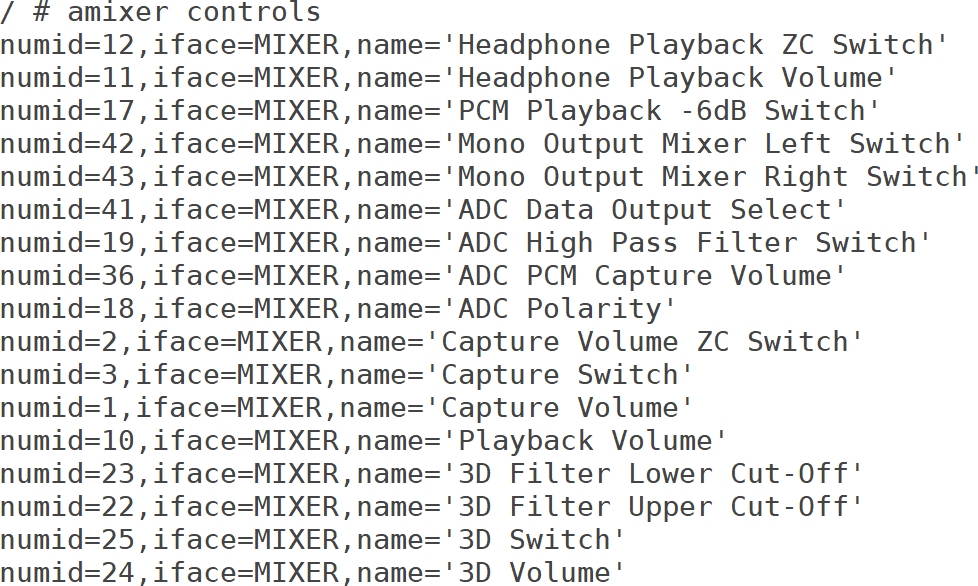 / # amixer controls
numid=12,iface=MIXER,name='Headphone Playback ZC Switch'
numid=11,iface=MIXER,name='Headphone Playback Volume'
numid=17,iface=MIXER,name='PCM Playback -6dB Switch'
numid=42,iface=MIXER,name='Mono Output Mixer Left Switch'
numid=43,iface=MIXER,name='Mono Output Mixer Right Switch'
numid=41,iface=MIXER,name='ADC Data Output Select'
numid=19,iface=MIXER,name='ADC High Pass Filter Switch'
numid=36,iface=MIXER,name='ADC PCM Capture Volume'
numid=18,iface=MIXER,name='ADC Polarity'
numid=2,iface=MIXER,name='Capture Volume ZC Switch'
numid=3,iface=MIXER,name='Capture Switch'
numid=1,iface=MIXER,name='Capture Volume'
numid=10,iface=MIXER,name='Playback Volume'
numid=23,iface=MIXER,name='3D Filter Lower Cut-Off'
numid=22,iface=MIXER,name='3D Filter Upper Cut-Off'
numid=25,iface=MIXER,name='3D Switch'
numid=24,iface=MIXER,name='3D Volume'